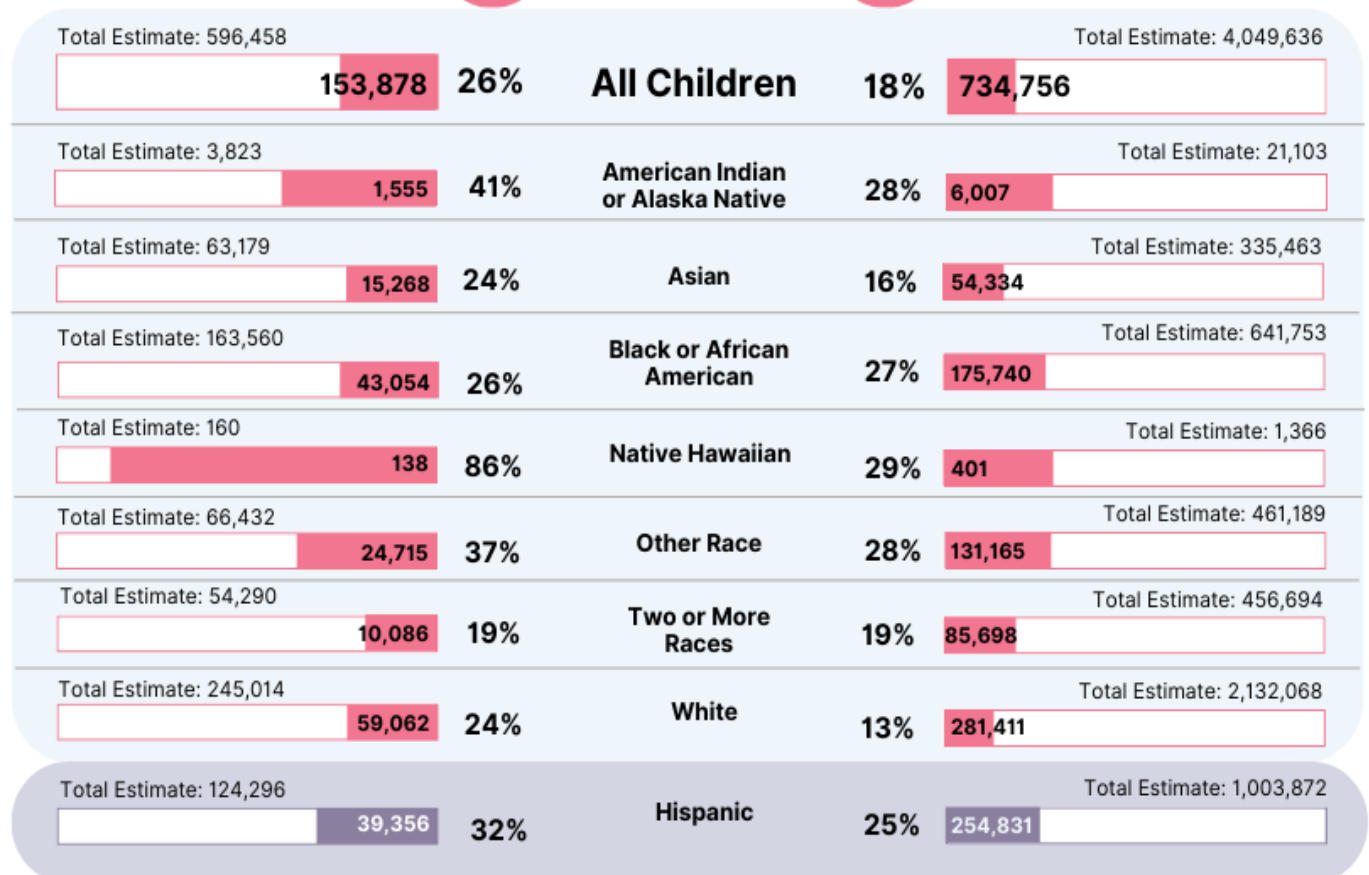 Total Estimate: 596,458
Total Estimate: 4,049,636
153,878 26% All Children 18% 734,756
Total Estimate: 3,823
Total Estimate: 21,103
1,555 41% American Indian
or Alaska Native 28% 6,007
Total Estimate: 63,179
Total Estimate: 335,463
15,268 24% Asian 16% 54,334
Total Estimate: 163,560
Total Estimate: 641,753
43,054 26% Black or African
American 27% 175,740
Total Estimate: 160
Total Estimate: 1,366
138 86% Native Hawaiian 29% 401
Total Estimate: 66,432
Total Estimate: 461,189
24,715 37% Other Race 28% 131,165
Total Estimate: 54,290
Total Estimate: 456,694
10,086 19% Two or More
Races 19% 85,698
Total Estimate: 245,014
Total Estimate: 2,132,068
59,062 24% White 13% 281,411
Total Estimate: 124,296
Total Estimate: 1,003,872
39,356 32% Hispanic 25% 254,831